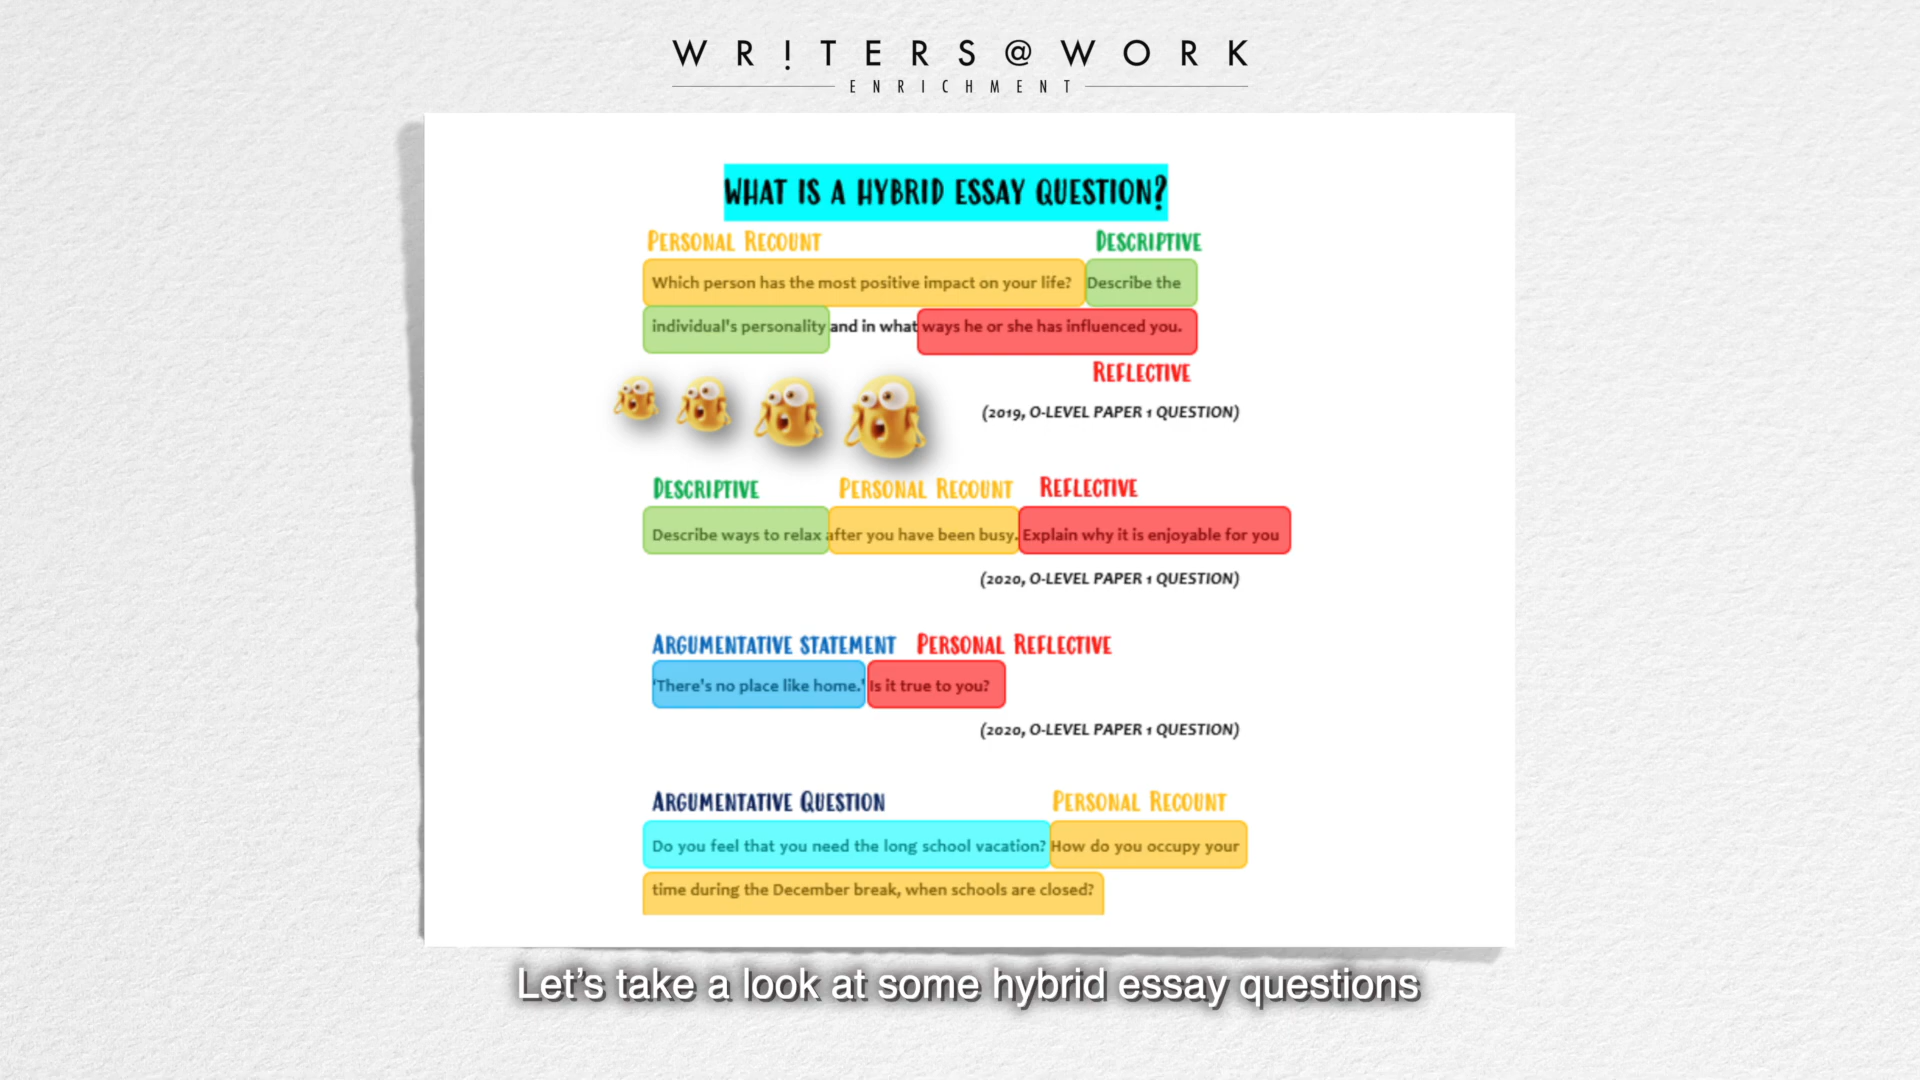 WR!TERS@WORK
ENRICHMENT
WHAT IS A HYBRID ESSAY QUESTION?
PERSONAL RECOUNT DESCRIPTIVE
Which person has the most positive impact on your life? Describe the
individual's personality and in what ways he or she has influenced you.
REFLECTIVE
(2019, O-LEVEL PAPER 1 QUESTION)
DESCRIPTIVE PERSONAL RECOUNT REFLECTIVE
Describe ways to relax after you have been busy. Explain why it is enjoyable for you
(2020, O-LEVEL PAPER 1 QUESTION)
ARGUMENTATIVE STATEMENT PERSONAL REFLECTIVE
'There's no place like home.' Is it true to you?
(2020, O-LEVEL PAPER 1 QUESTION)
ARGUMENTATIVE QUESTION PERSONAL RECOUNT
Do you feel that you need the long school vacation? How do you occupy your
time during the December break, when schools are closed?
Let's take a look at some hybrid essay questions